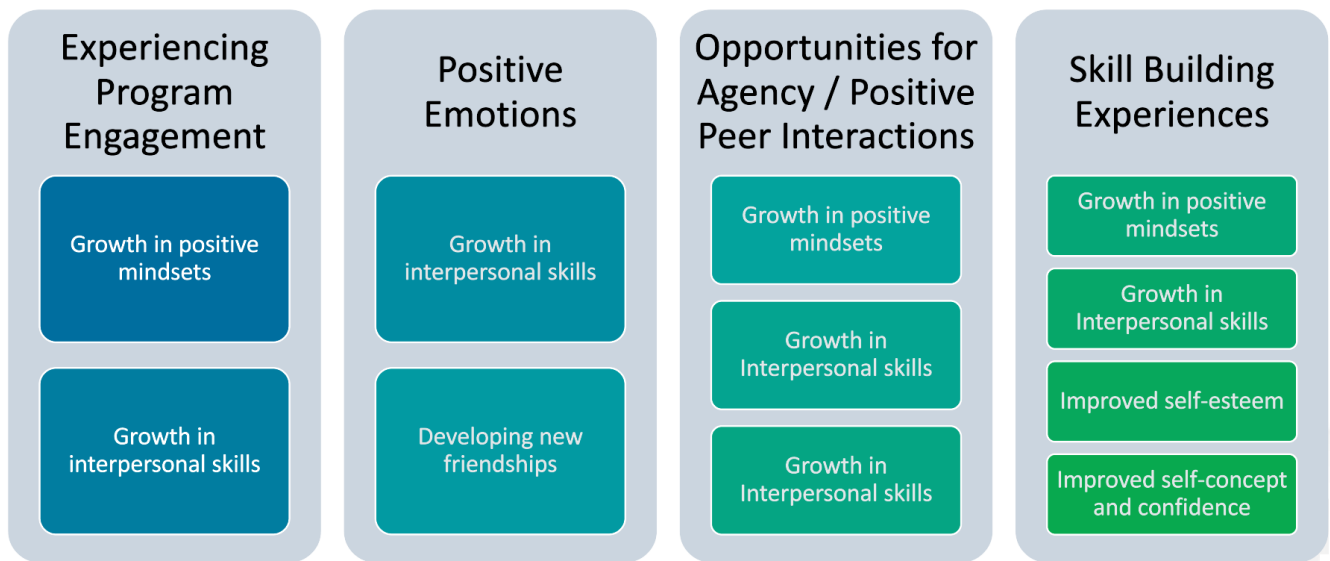 Experiencing
Program
Engagement
Growth in positive
mindsets
Growth in
interpersonal skills
Positive
Emotions
Growth in
interpersonal skills
Developing new
friendships
Opportunities for
Agency / Positive
Peer Interactions
Growth in positive
mindsets
Growth in
Interpersonal skills
Growth in
Interpersonal skills
Skill Building
Experiences
Growth in positive
mindsets
Growth in
Interpersonal skills
Improved self-esteem
Improved self-concept
and confidence